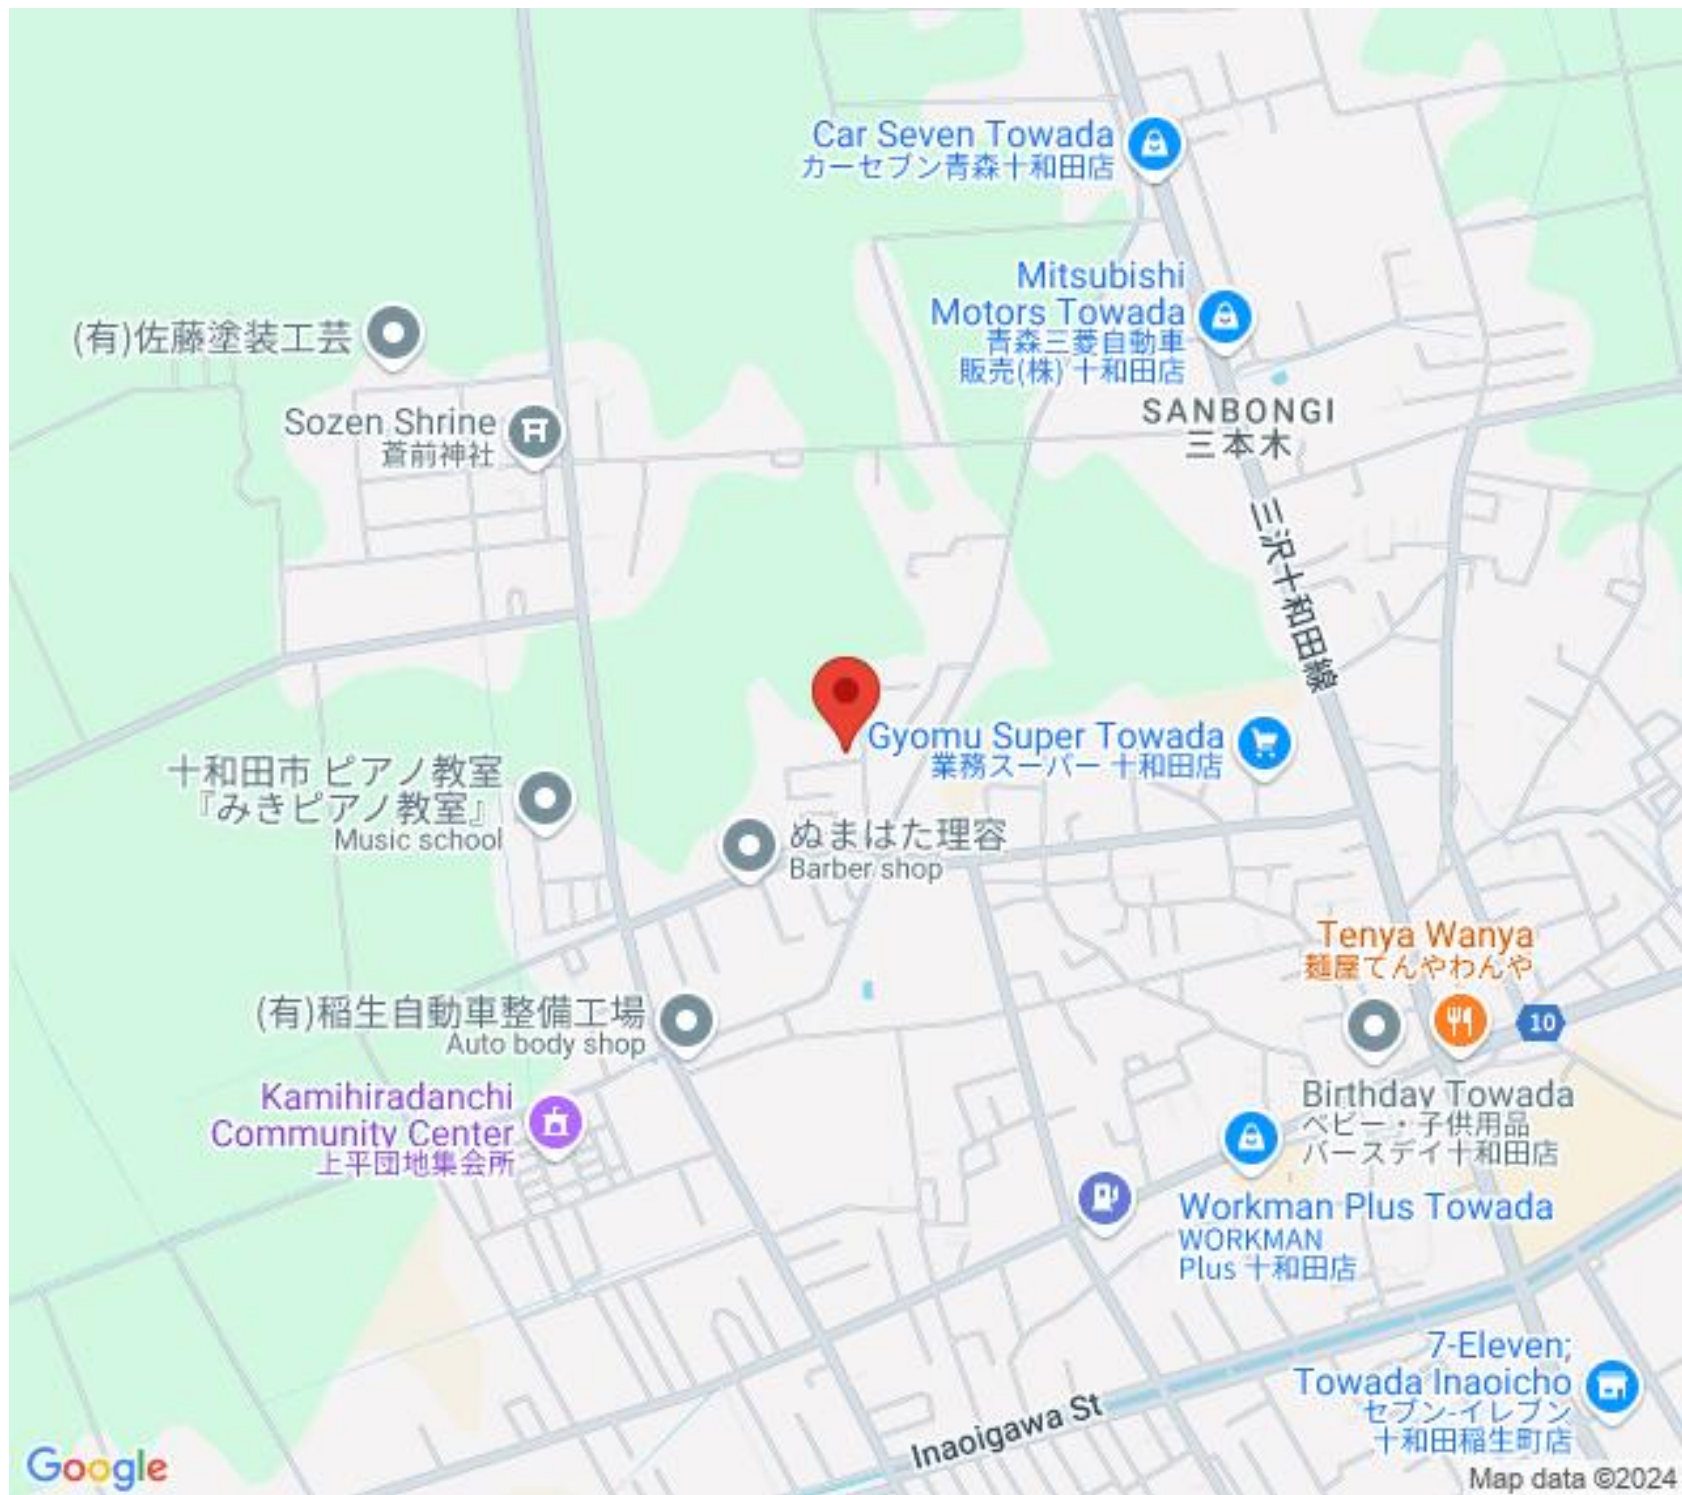 Car Seven Towada
カーセブン青森十和田店
Mitsubishi
Motors Towada
青森三菱自動車
販売(株) 十和田店
(有)佐藤塗装工芸
Sozen Shrine
蒼前神社
SANBONGI
三本木
三沢十和田線
Gyomu Super Towada
業務スーパー 十和田店
十和田市 ピアノ教室
『みきピアノ教室』
Music school
ぬまはた理容
Barber shop
Tenya Wanya
麺屋てんやわんや
(有)稲生自動車整備工場
Auto body shop
10
Kamihiradanchi
Community Center
上平団地集会所
Birthday Towada
ベビー・子供用品
バースデイ十和田店
Workman Plus Towada
WORKMAN
Plus 十和田店
7-Eleven;
Towada Inaoicho
セブン-イレブン
十和田稲生町店
Inaoigawa St
Google
Map data ©2024